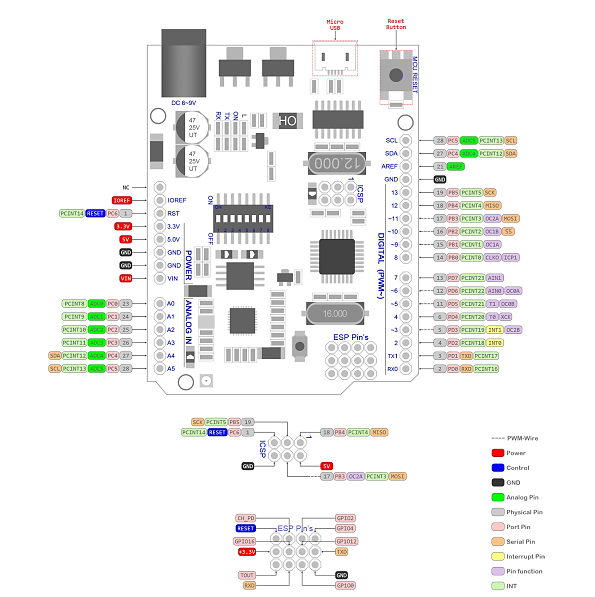 Micro
USB
Reset
Button
MCU RESET
DC 6~9V
47
25V
UT
47
25V
UT
RX
TX
ON
L
HO
12.000
ICSP
1
ON
OFF
16.000
POWER
ANALOG IN
DIGITAL (PWM~)
ESP Pin's
NC
IOREF IOREF
PCINT14 RESET PC6 1 RST
3.3V 3.3V
5V 5.0V
GND GND
GND GND
VIN VIN
PCINT8 ADC0 PC0 23 A0
PCINT9 ADC1 PC1 24 A1
PCINT10 ADC2 PC2 25 A2
PCINT11 ADC3 PC3 26 A3
SDA PCINT12 ADC4 PC4 27 A4
SCL PCINT13 ADC5 PC5 28 A5
SCL 28 PC5 ADC5 PCINT13 SCL
SDA 27 PC4 ADC4 PCINT12 SDA
AREF 21 AREF
GND GND
13 19 PB5 PCINT5 SCK
12 18 PB4 PCINT4 MISO
~11 17 PB3 PCINT3 OC2A MOSI
~10 16 PB2 PCINT2 OC1B SS
~9 15 PB1 PCINT1 OC1A
8 14 PB0 PCINT0 CLKO ICP1
7 13 PD7 PCINT23 AIN1
~6 12 PD6 PCINT22 AIN0 OC0A
~5 11 PD5 PCINT21 T1 OC0B
4 6 PD4 PCINT20 T0 XCK
~3 5 PD3 PCINT19 INT1 OC2B
2 4 PD2 PCINT18 INT0
TX1 3 PD1 TXD PCINT17
RX0 2 PD0 RXD PCINT16
SCK PCINT5 PB5 19
PCINT14 RESET PC6 1
18 PB4 PCINT4 MISO
ICSP
1
GND
5V
17 PB3 OC2A PCINT3 MOSI
CH_PD
GPIO2
RESET
ESP Pin's
GPIO4
GPIO16
GPIO12
+3.3V
TXD
TOUT
GND
RXD
GPIO0
PWM-Wire
Power
Control
GND
Analog Pin
Physical Pin
Port Pin
Serial Pin
Interrupt Pin
Pin function
INT